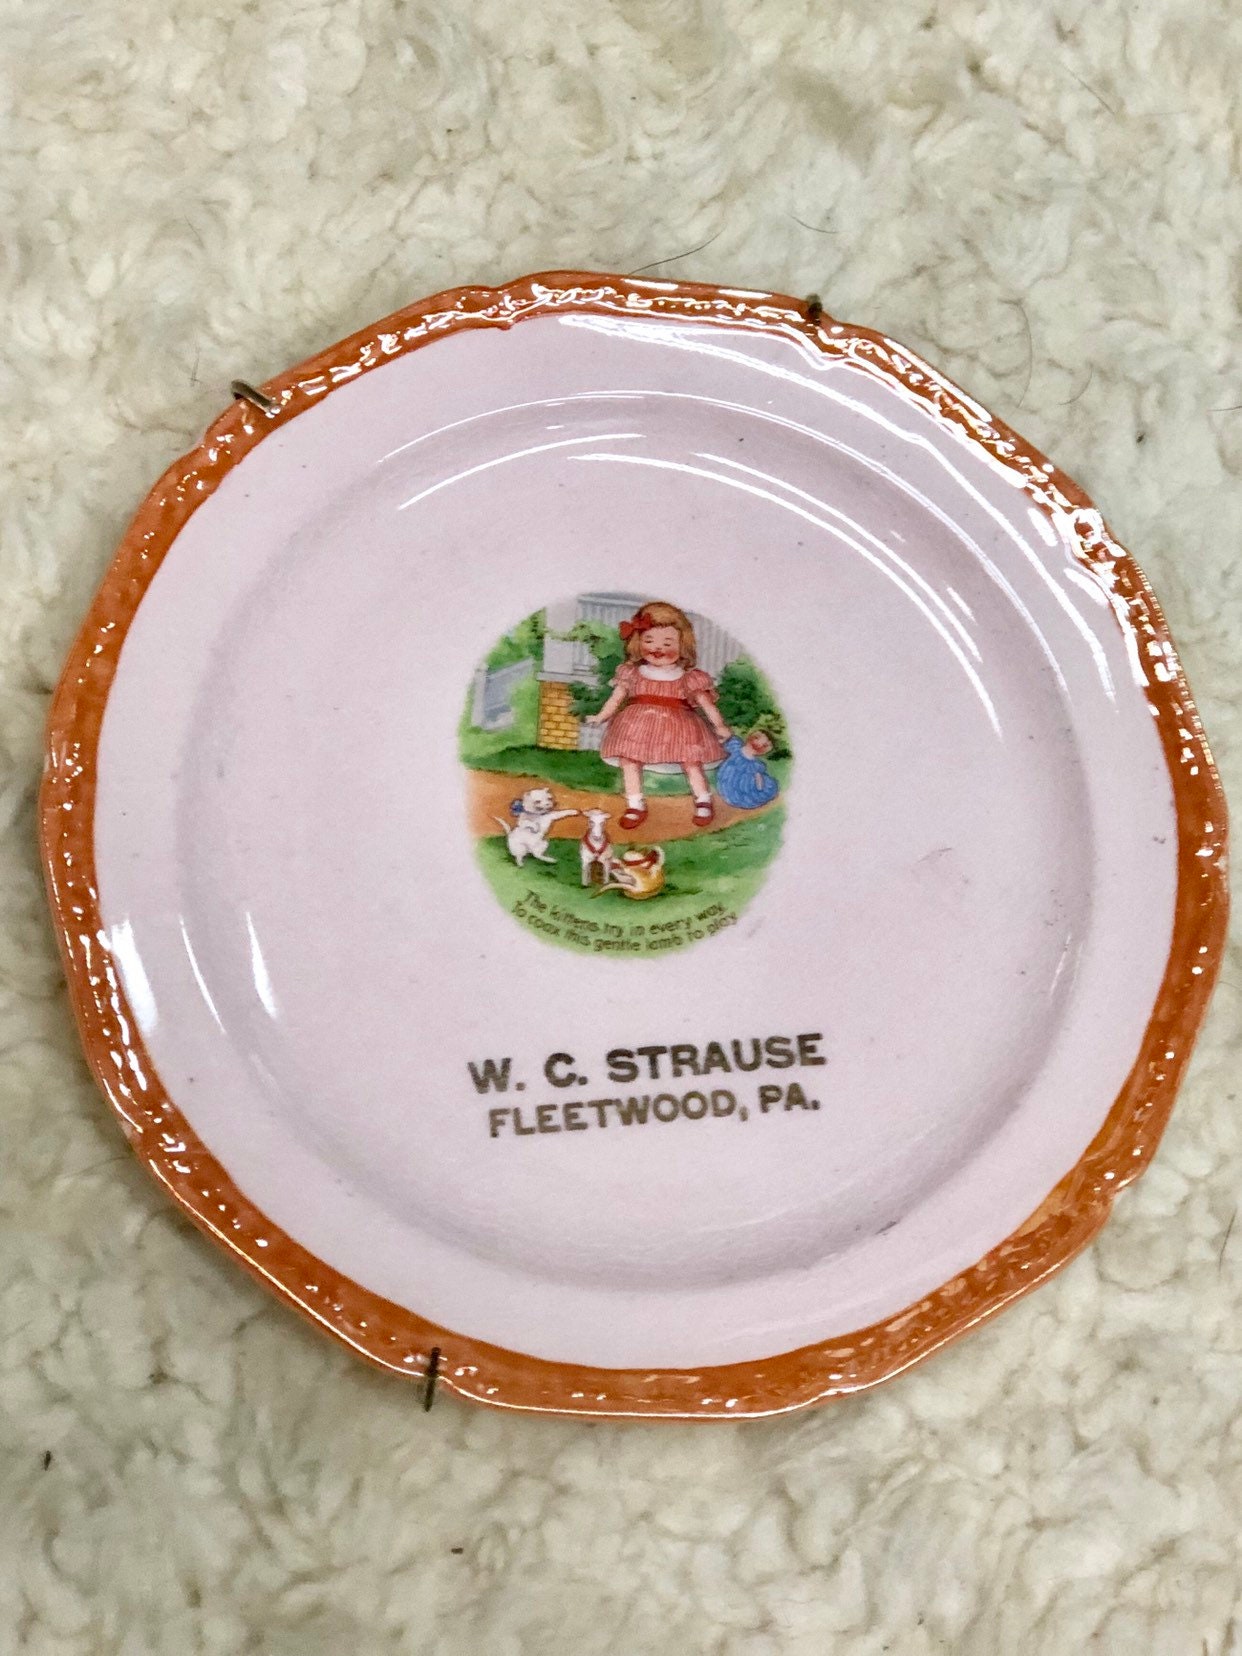 The kittens try in every way
To coax this gentle lamb to play
W. C. STRAUSE
FLEETWOOD, PA.